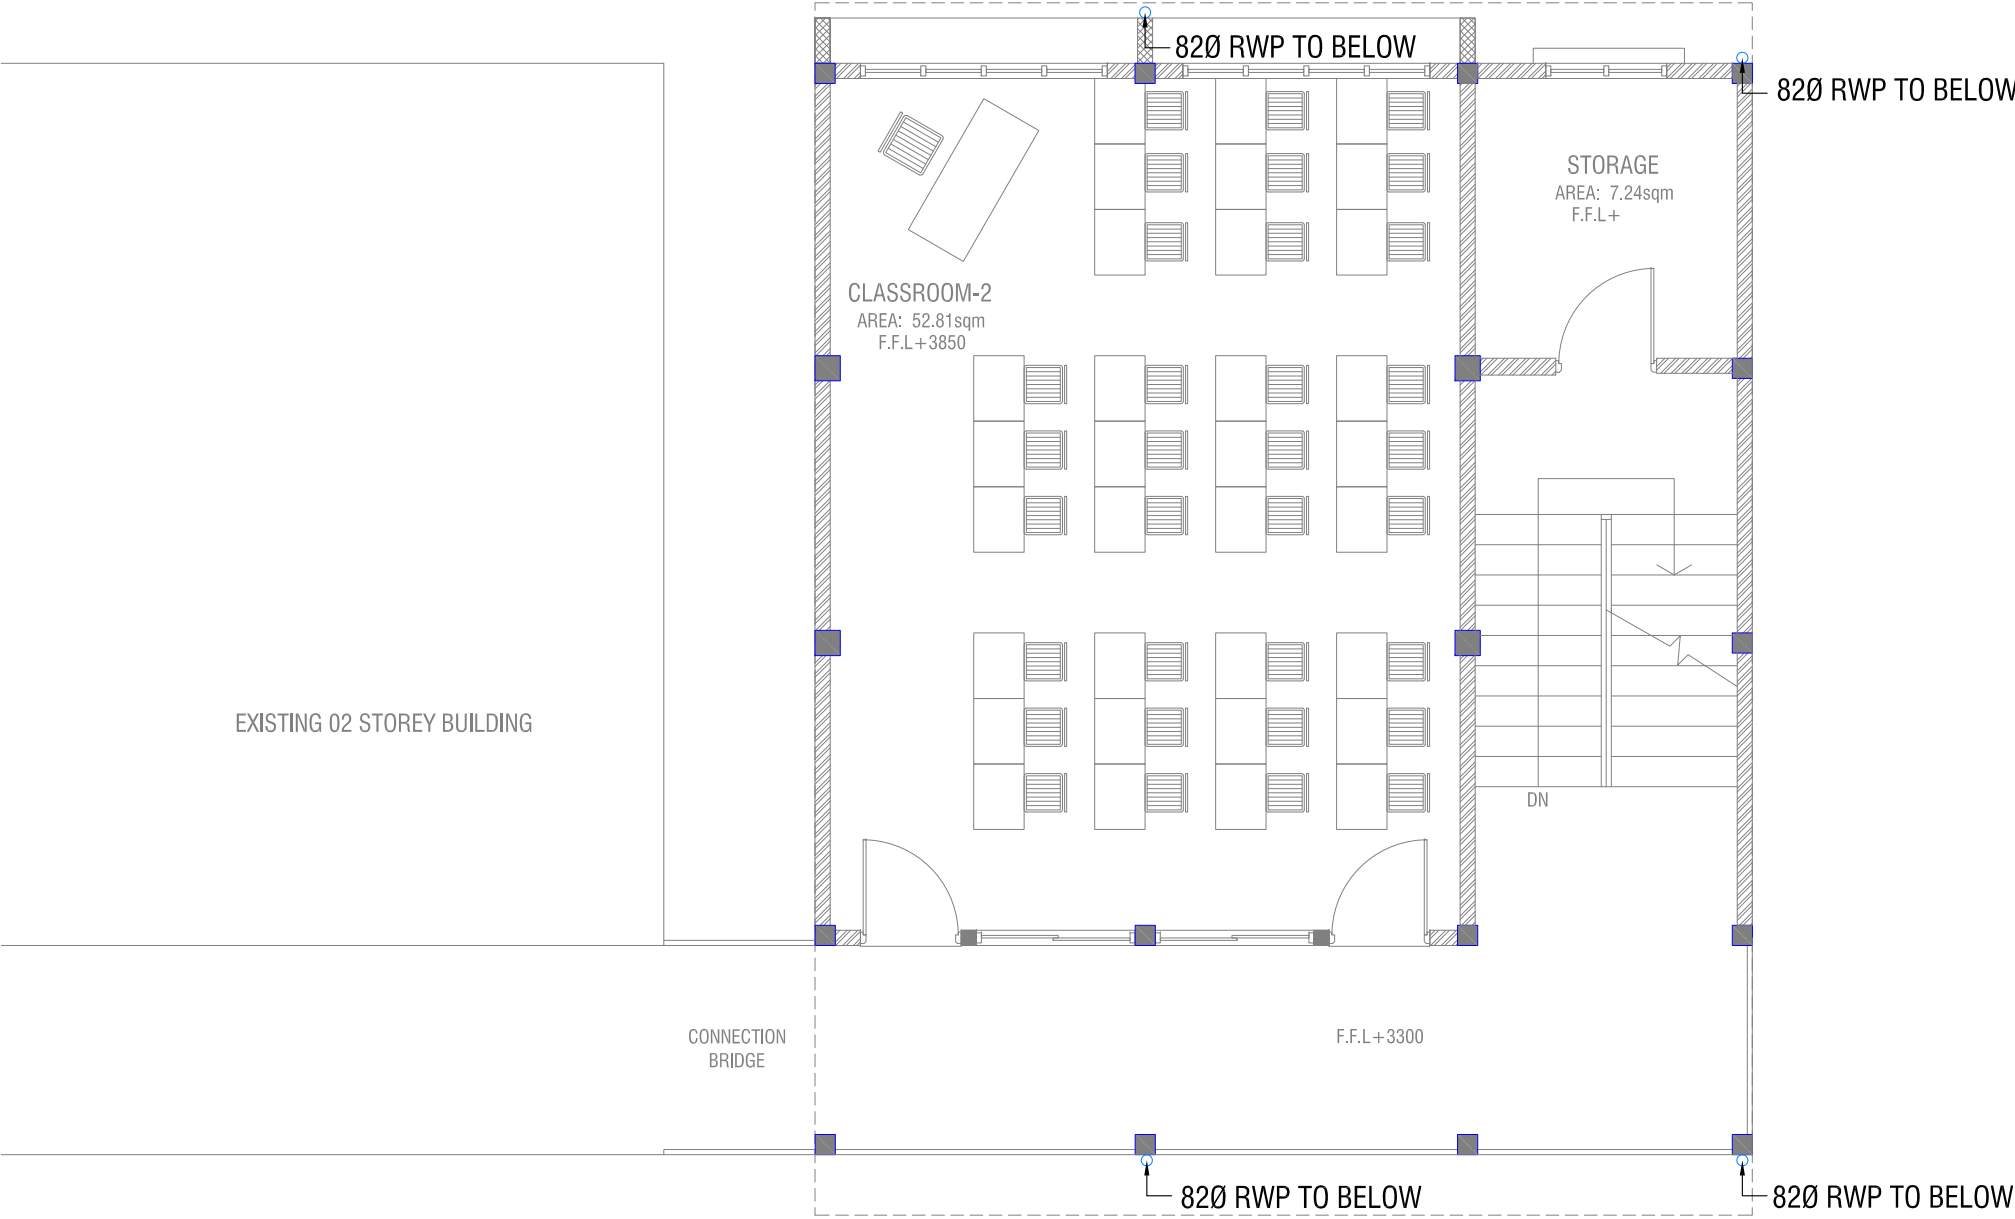 82Ø RWP TO BELOW
82Ø RWP TO BELOW
STORAGE
AREA: 7.24sqm
F.F.L+
CLASSROOM-2
AREA: 52.81sqm
F.F.L+3850
EXISTING 02 STOREY BUILDING
DN
CONNECTION
BRIDGE
F.F.L+3300
82Ø RWP TO BELOW
82Ø RWP TO BELOW